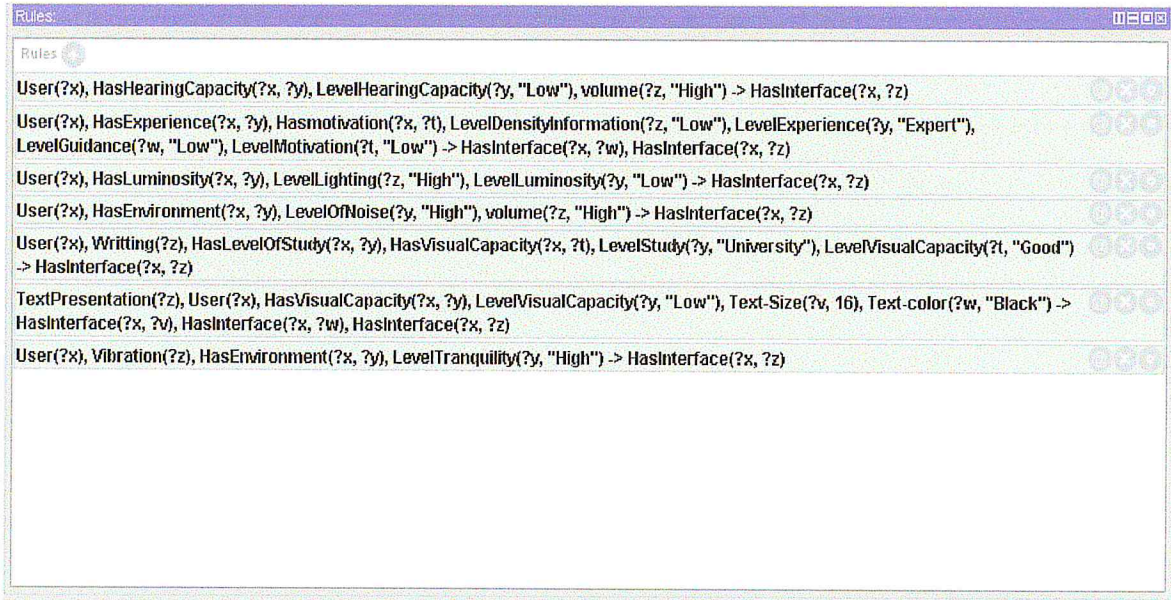 Rules:
Rules
User(?x), HasHearingCapacity(?x, ?y), LevelHearingCapacity(?y, "Low"), volume(?z, "High") -> HasInterface(?x, ?z)
User(?x), HasExperience(?x, ?y), Hasmotivation(?x, ?t), LevelDensityInformation(?z, "Low"), LevelExperience(?y, "Expert"),
LevelGuidance(?w, "Low"), LevelMotivation(?t, "Low") -> HasInterface(?x, ?w), HasInterface(?x, ?z)
User(?x), HasLuminosity(?x, ?y), LevelLighting(?z, "High"), LevelLuminosity(?y, "Low") -> HasInterface(?x, ?z)
User(?x), HasEnvironment(?x, ?y), LevelOfNoise(?y, "High"), volume(?z, "High") -> HasInterface(?x, ?z)
User(?x), Writting(?z), HasLevelOfStudy(?x, ?y), HasVisualCapacity(?x, ?t), LevelStudy(?y, "University"), LevelVisualCapacity(?t, "Good")
-> HasInterface(?x, ?z)
TextPresentation(?z), User(?x), HasVisualCapacity(?x, ?y), LevelVisualCapacity(?y, "Low"), Text-Size(?v, 16), Text-color(?w, "Black") ->
HasInterface(?x, ?v), HasInterface(?x, ?w), HasInterface(?x, ?z)
User(?x), Vibration(?z), HasEnvironment(?x, ?y), LevelTranquility(?y, "High") -> HasInterface(?x, ?z)